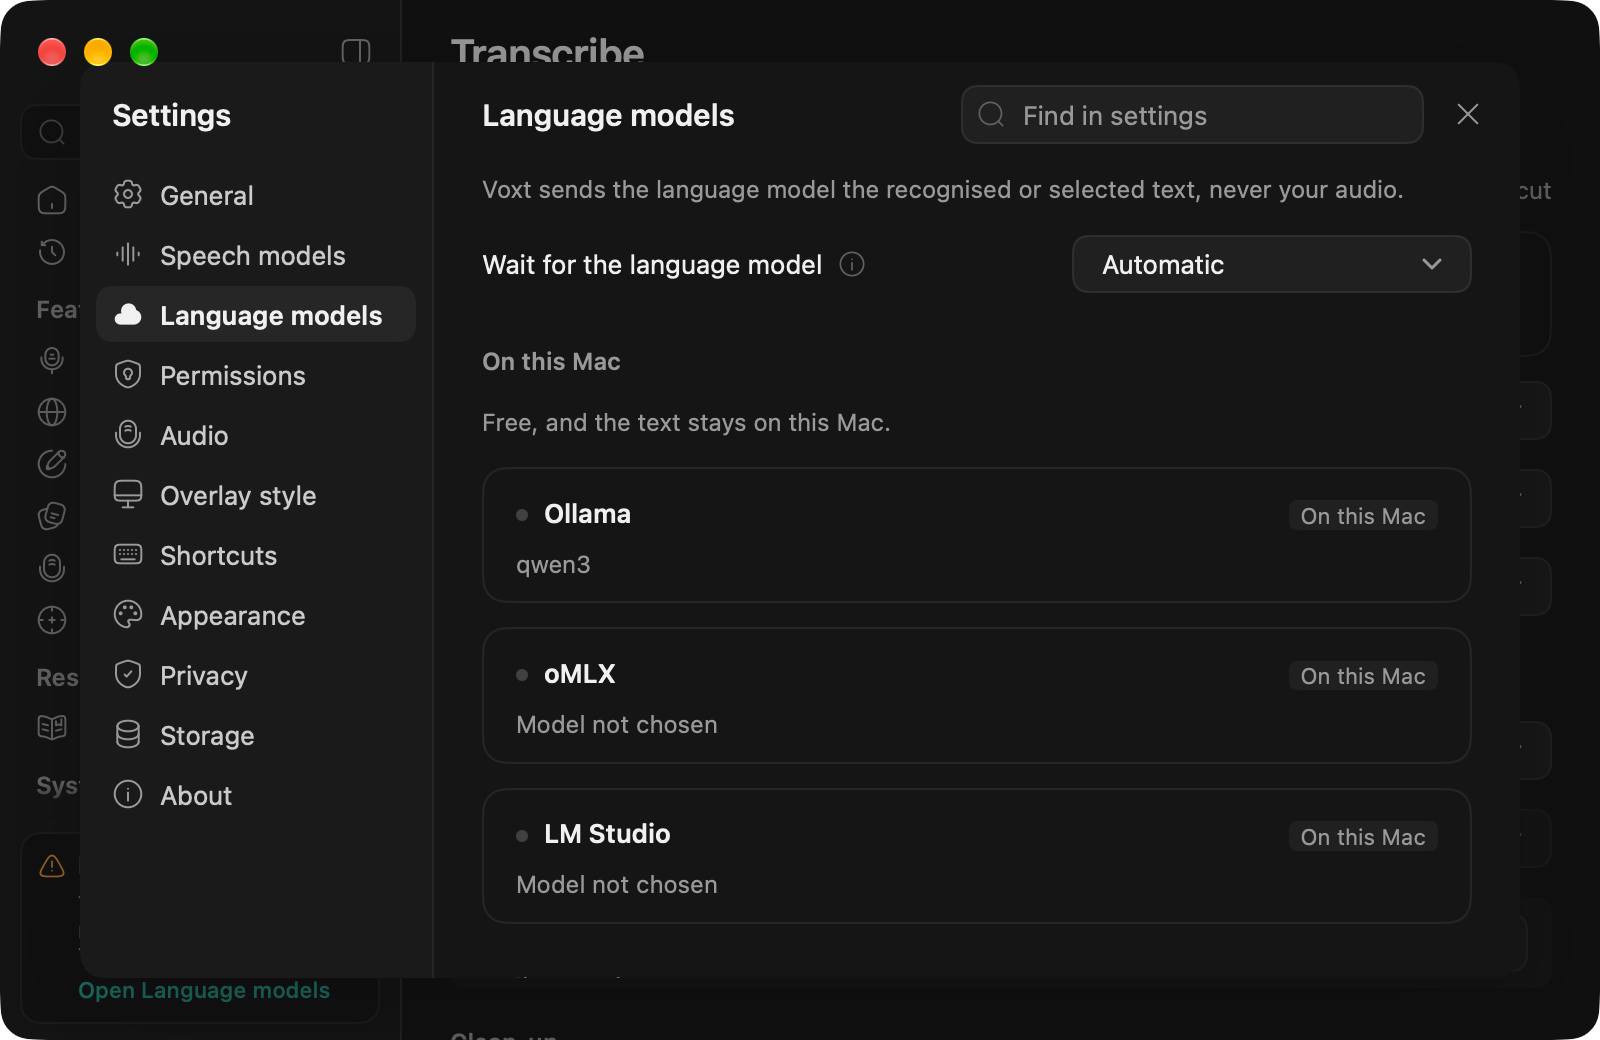 Transcribe
Settings
General
Speech models
Language models
Permissions
Audio
Overlay style
Shortcuts
Appearance
Privacy
Storage
About
Language models
Find in settings
Voxt sends the language model the recognised or selected text, never your audio.
Wait for the language model
Automatic
On this Mac
Free, and the text stays on this Mac.
Ollama
On this Mac
qwen3
oMLX
On this Mac
Model not chosen
LM Studio
On this Mac
Model not chosen
Open Language models